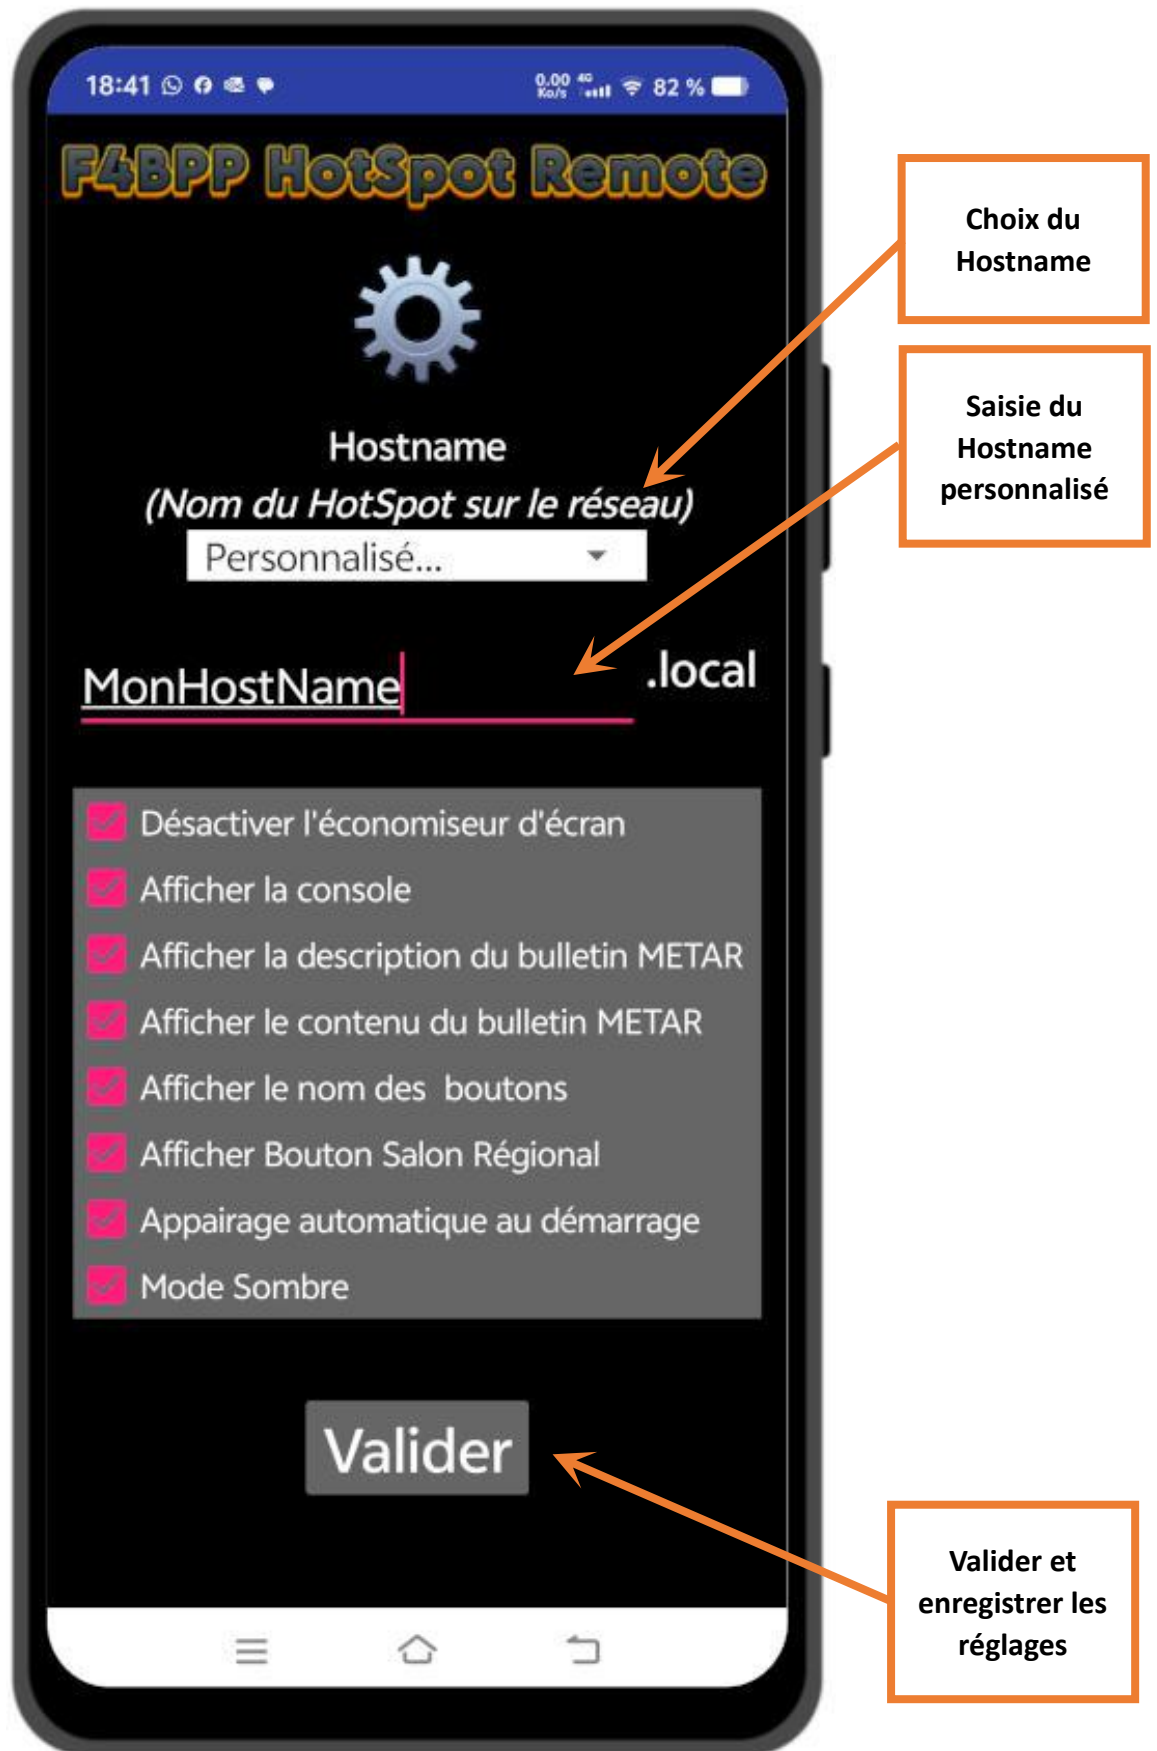 18:41
0.00 4G
Ko/s
82 %
F4BPP HotSpot Remote
Choix du
Hostname
Saisie du
Hostname
personnalisé
Hostname
(Nom du HotSpot sur le réseau)
Personnalisé...
MonHostName
.local
Désactiver l'économiseur d'écran
Afficher la console
Afficher la description du bulletin METAR
Afficher le contenu du bulletin METAR
Afficher le nom des  boutons
Afficher Bouton Salon Régional
Appairage automatique au démarrage
Mode Sombre
Valider
Valider et
enregistrer les
réglages